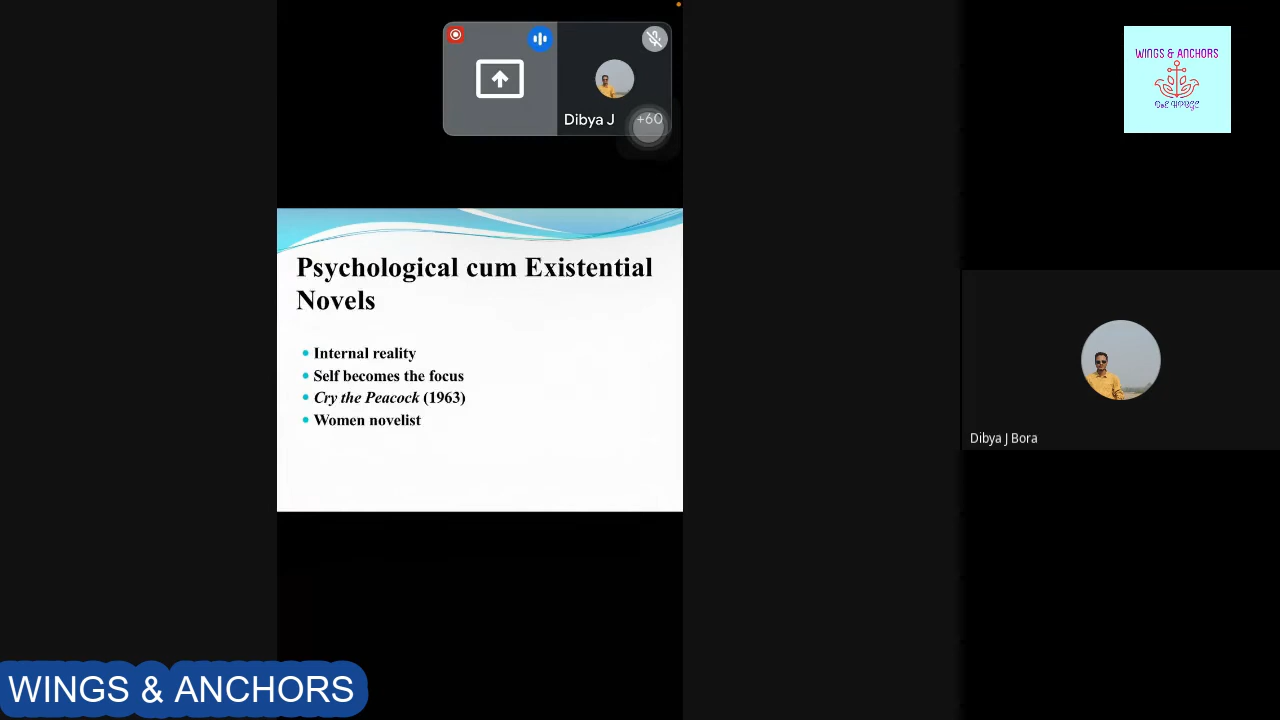 WINGS & ANCHORS
Dibya J
+60
Psychological cum Existential
Novels
Internal reality
Self becomes the focus
Cry the Peacock (1963)
Women novelist
Dibya J Bora
WINGS & ANCHORS